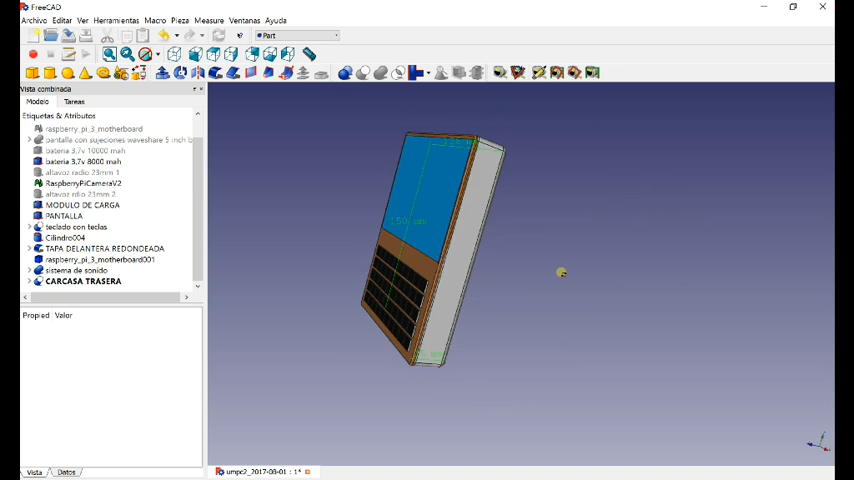 FreeCAD
Archivo Editar Ver Herramientas Macro Pieza Measure Ventanas Ayuda
Part
Vista combinada
Modelo Tareas
Etiquetas & Atributos
raspberry_pi_3_motherboard
pantalla con sujeciones waveshare 5 inch b
bateria 3,7v 10000 mah
bateria 3,7v 8000 mah
altavoz radio 23mm 1
RaspberryPiCameraV2
altavoz rdio 23mm 2
MODULO DE CARGA
PANTALLA
teclado con teclas
Cilindro004
TAPA DELANTERA REDONDEADA
raspberry_pi_3_motherboard001
sistema de sonido
CARCASA TRASERA
Propied Valor
150 mm
Vista Datos
umpc2_2017-08-01 : 1*